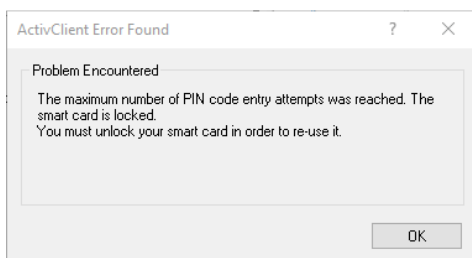 ActivClient Error Found
Problem Encountered
The maximum number of PIN code entry attempts was reached. The
smart card is locked.
You must unlock your smart card in order to re-use it.
OK